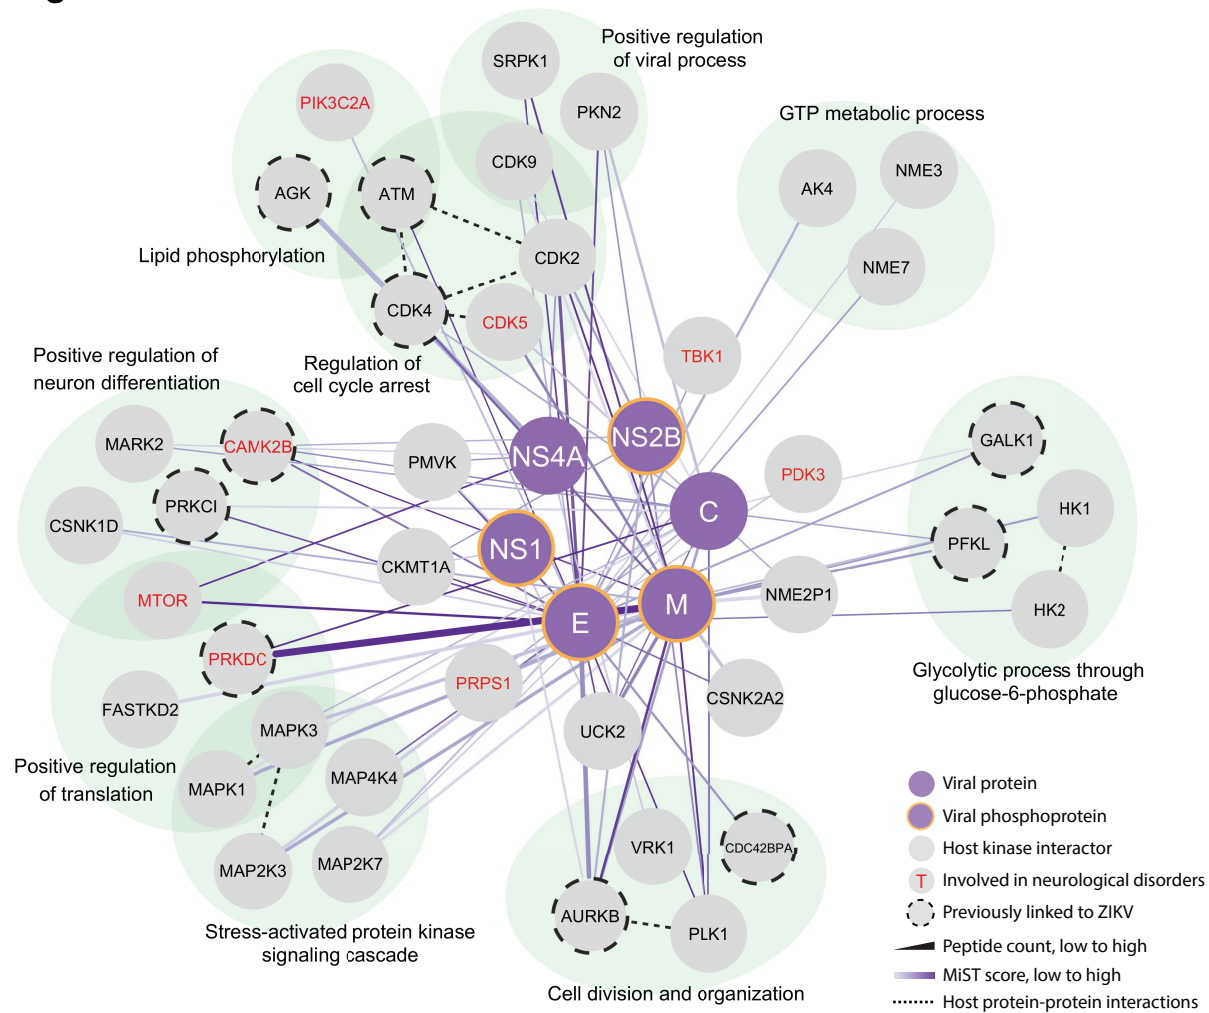 Positive regulation
of viral process
SRPK1
PIK3C2A
PKN2
GTP metabolic process
CDK9
NME3
AK4
AGK
ATM
Lipid phosphorylation
CDK2
NME7
CDK4
CDK5
Positive regulation of
neuron differentiation
Regulation of
cell cycle arrest
TBK1
MARK2
CAMK2B
PMVK
NS4A
NS2B
GALK1
PDK3
PRKCI
C
HK1
CSNK1D
NS1
PFKL
CKMT1A
MTOR
E
M
NME2P1
HK2
PRKDC
Glycolytic process through
glucose-6-phosphate
PRPS1
CSNK2A2
FASTKD2
MAPK3
UCK2
Positive regulation
of translation
MAPK1
MAP4K4
VRK1
CDC42BPA
MAP2K3
MAP2K7
AURKB
PLK1
Stress-activated protein kinase
signaling cascade
Cell division and organization
Viral protein
Viral phosphoprotein
Host kinase interactor
T Involved in neurological disorders
Previously linked to ZIKV
Peptide count, low to high
MiST score, low to high
Host protein-protein interactions